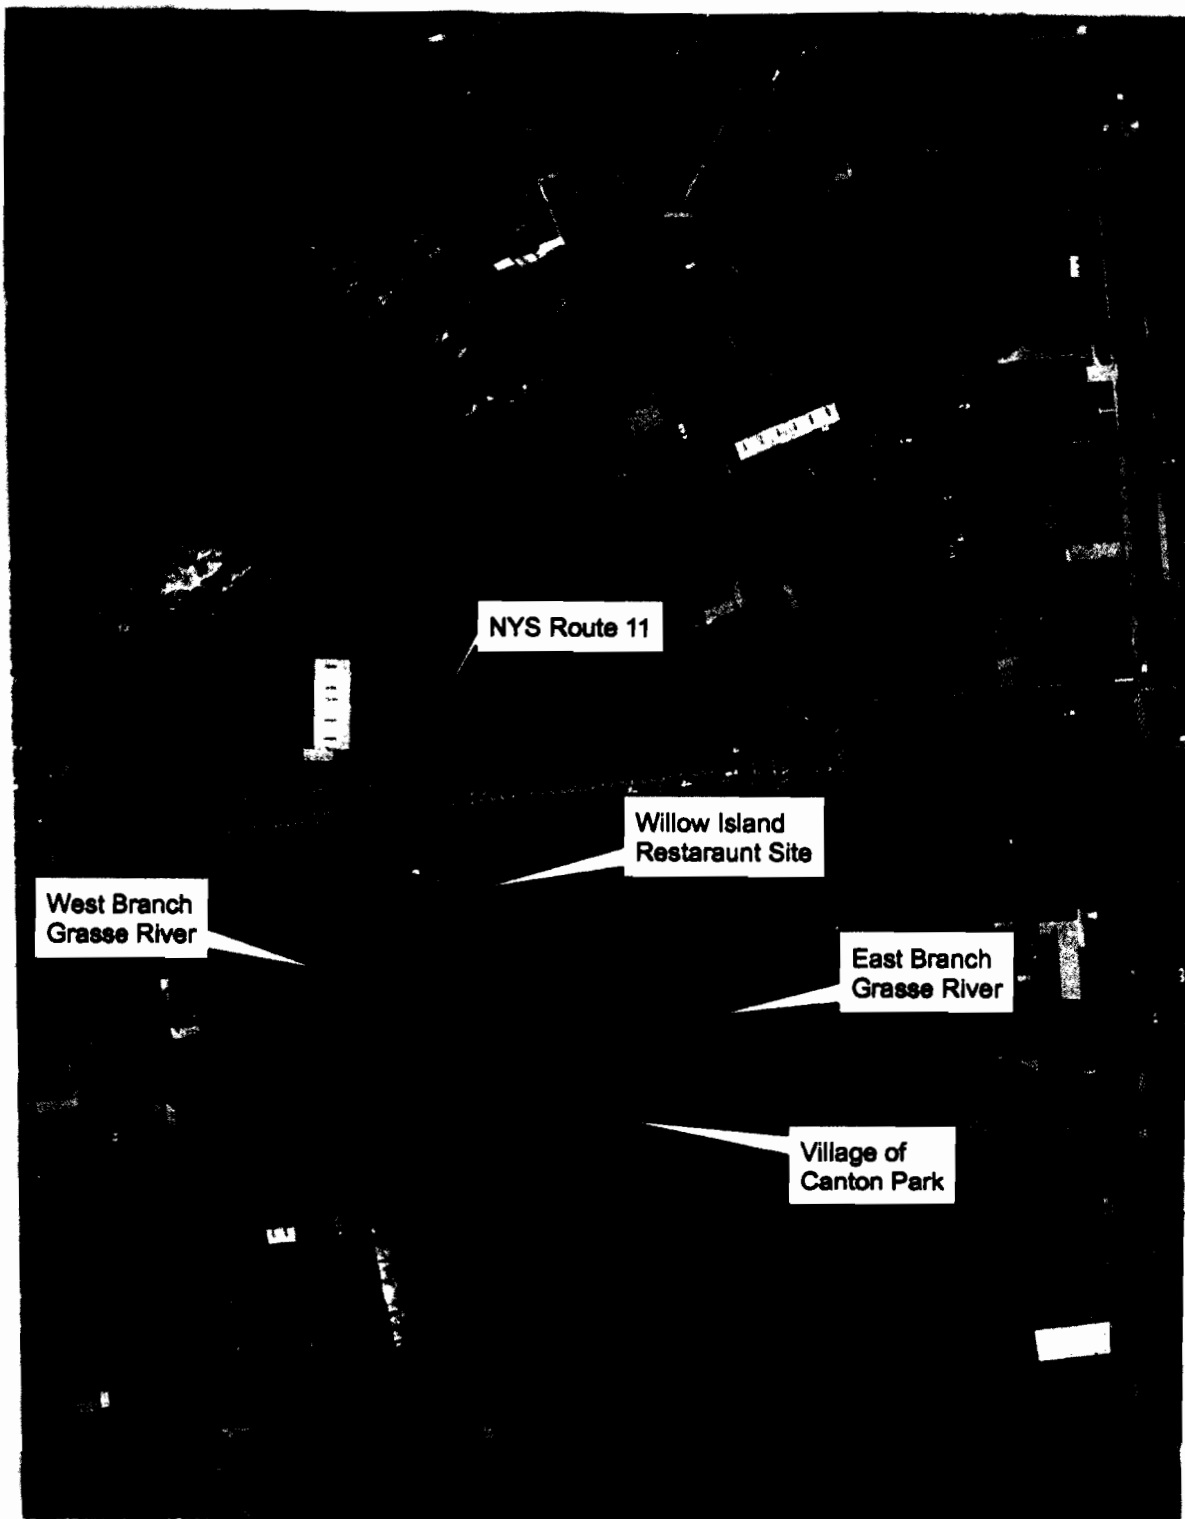 NYS Route 11
Willow Island
Restaraunt Site
West Branch
Grasse River
East Branch
Grasse River
Village of
Canton Park